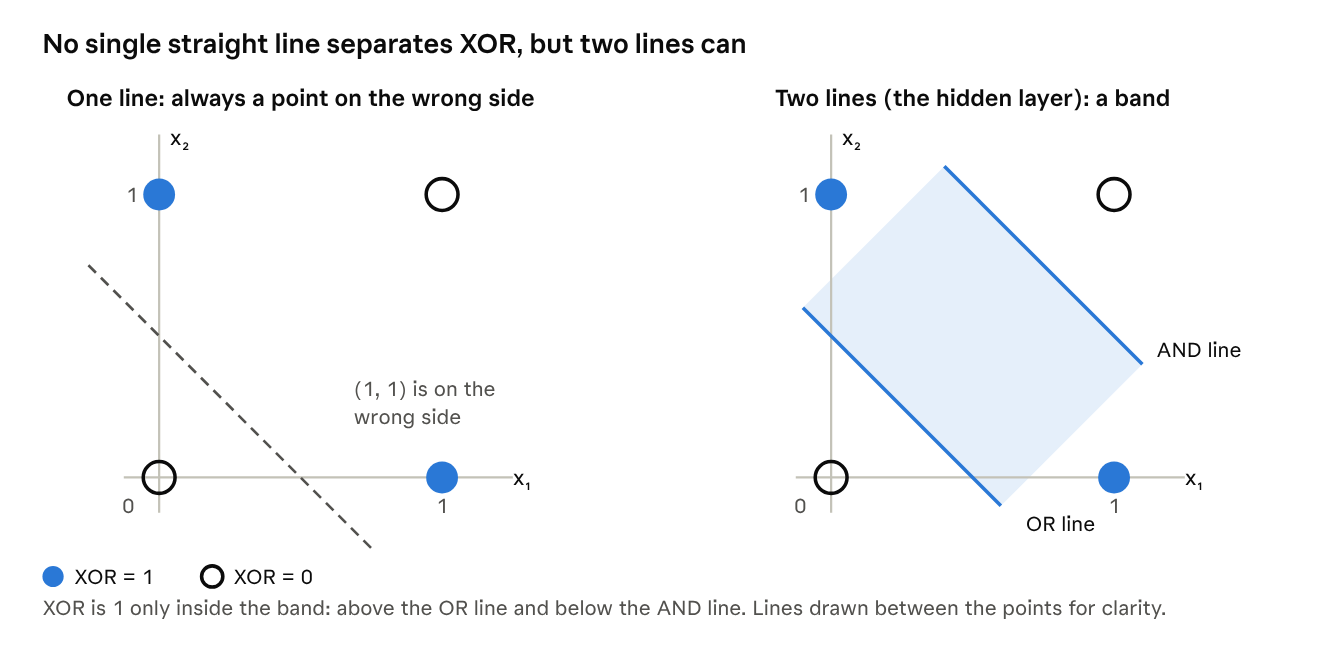 No single straight line separates XOR, but two lines can
One line: always a point on the wrong side
x₂
1
(1, 1) is on the
wrong side
x₁
0
1
Two lines (the hidden layer): a band
x₂
1
AND line
x₁
0
1
OR line
XOR = 1
XOR = 0
XOR is 1 only inside the band: above the OR line and below the AND line. Lines drawn between the points for clarity.